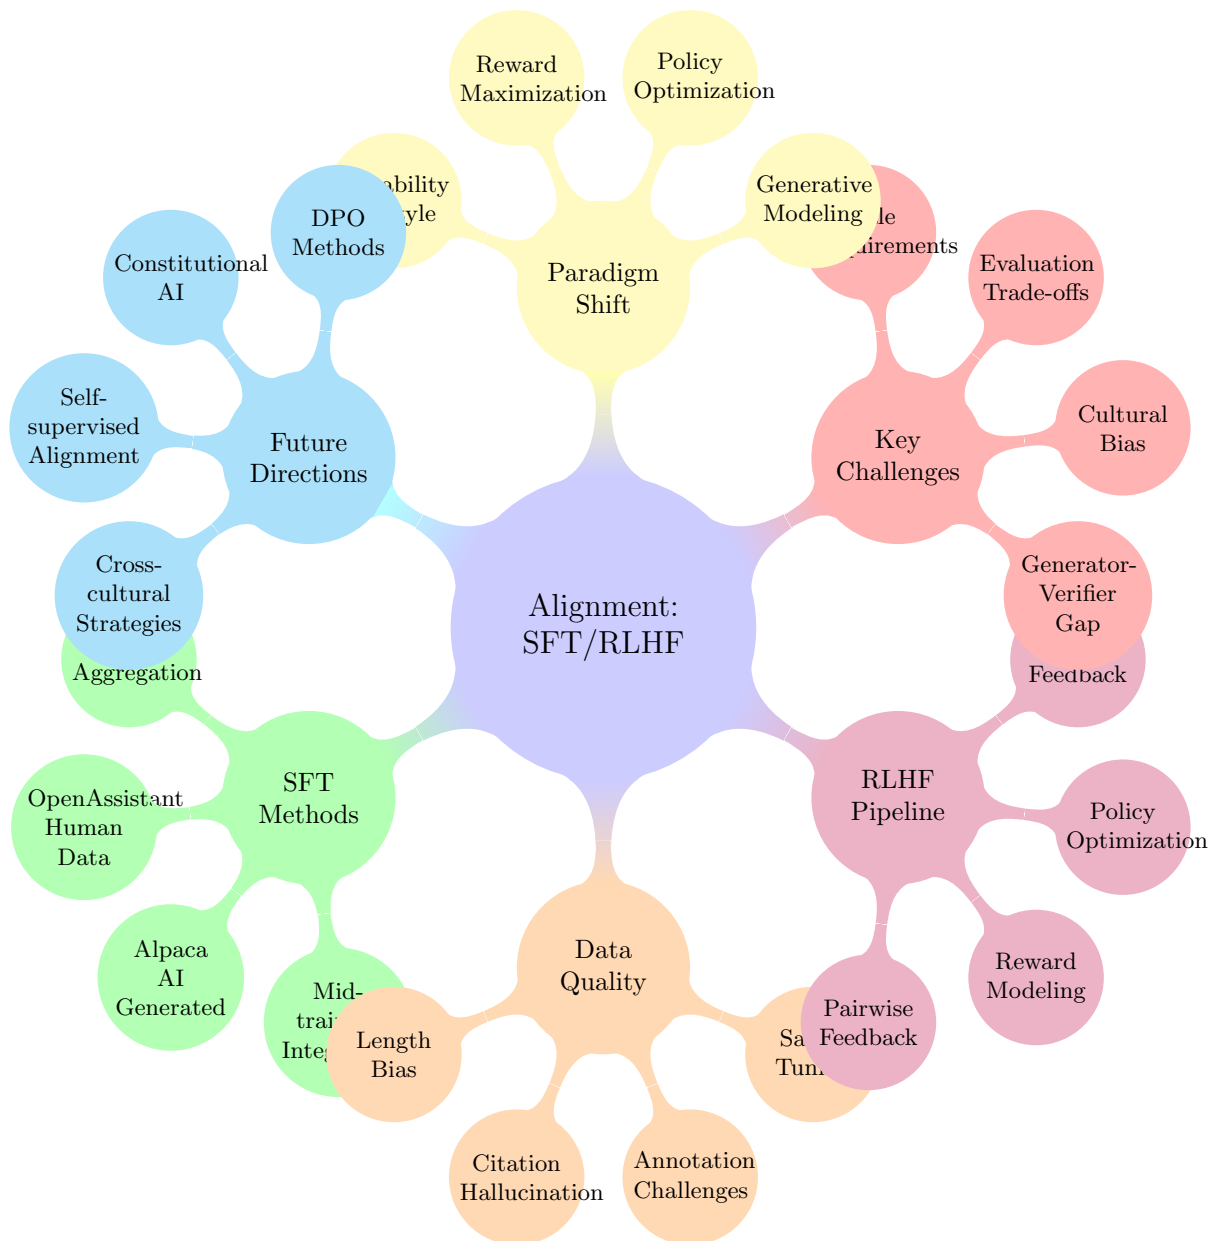 Alignment:
SFT/RLHF
Paradigm
Shift
Reward
Maximization
Policy
Optimization
Generative
Modeling
Key
Challenges
Evaluation
Trade-offs
Cultural
Bias
Generator-
Verifier
Gap
RLHF
Pipeline
Feedback
Policy
Optimization
Reward
Modeling
Pairwise
Feedback
Data
Quality
Annotation
Challenges
Citation
Hallucination
Length
Bias
SFT
Methods
Mid-
Alpaca
AI
Generated
OpenAssistant
Human
Data
Aggregation
Future
Directions
Cross-
cultural
Strategies
Self-
supervised
Alignment
Constitutional
AI
DPO
Methods